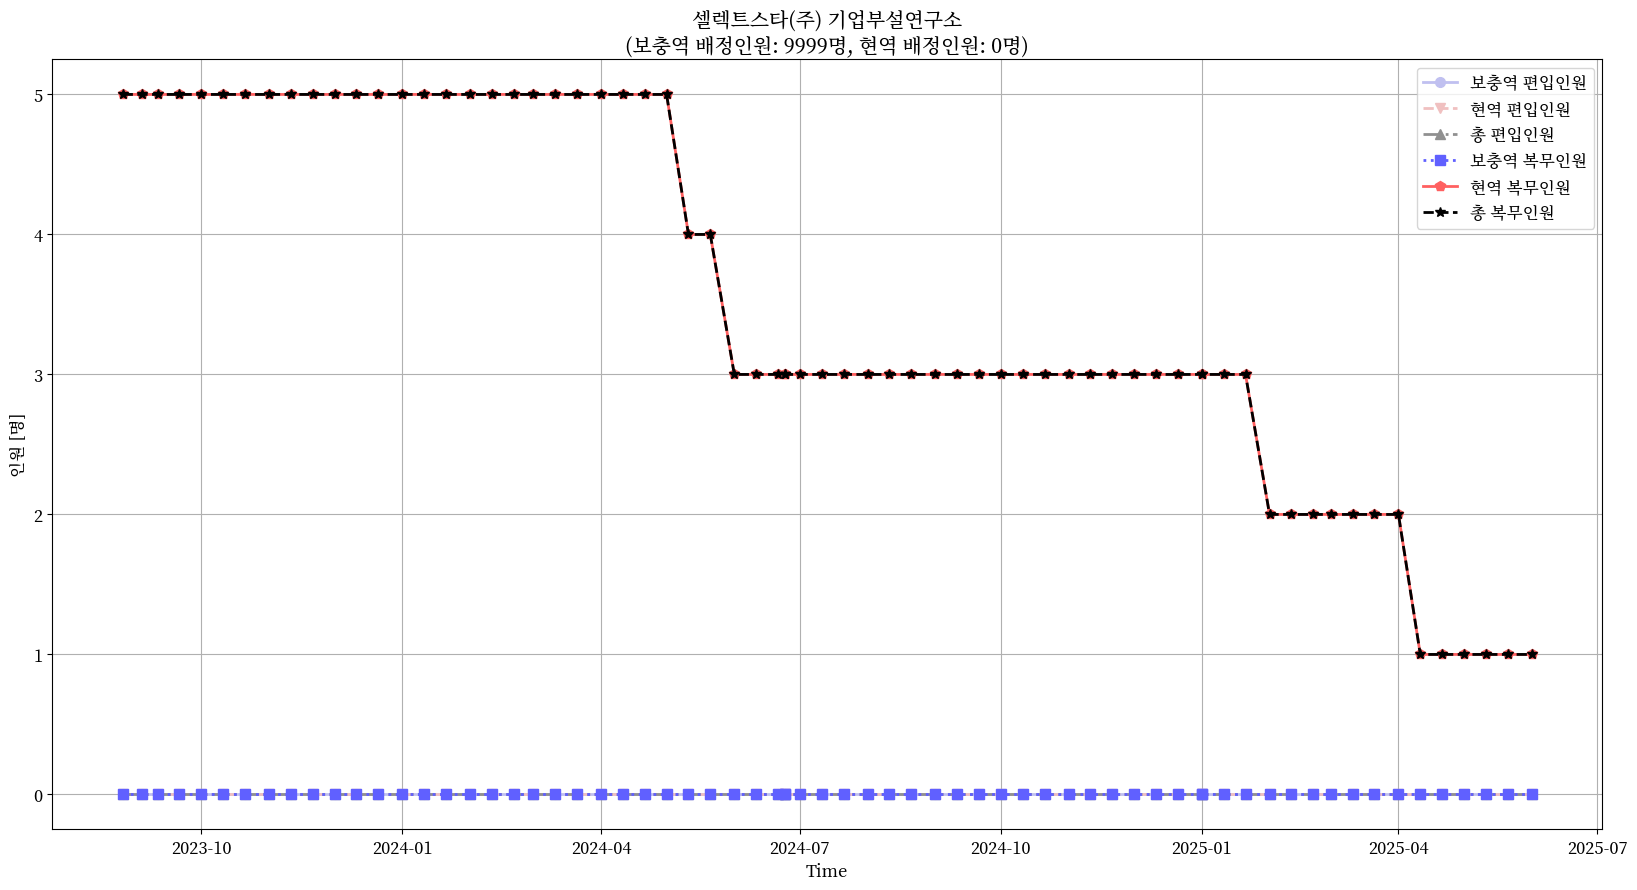 셀렉트스타(주) 기업부설연구소
(보충역 배정인원: 9999명, 현역 배정인원: 0명)
보충역 편입인원
현역 편입인원
총 편입인원
보충역 복무인원
현역 복무인원
총 복무인원
인원 [명]
5
4
3
2
1
0
2023-10
2024-01
2024-04
2024-07
2024-10
2025-01
2025-04
2025-07
Time